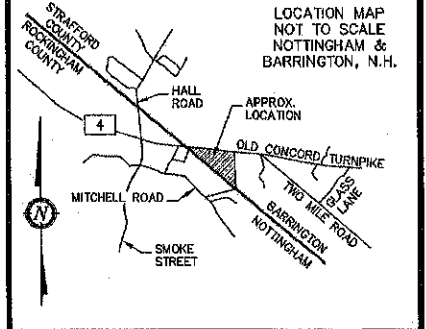 LOCATION MAP
NOT TO SCALE
NOTTINGHAM &
BARRINGTON, N.H.
STRAFFORD
COUNTY
ROCKINGHAM
COUNTY
HALL
ROAD
APPROX.
LOCATION
4
OLD CONCORD TURNPIKE
GLASS
LANE
TWO MILE ROAD
MITCHELL ROAD
BARRINGTON
NOTTINGHAM
N
SMOKE
STREET